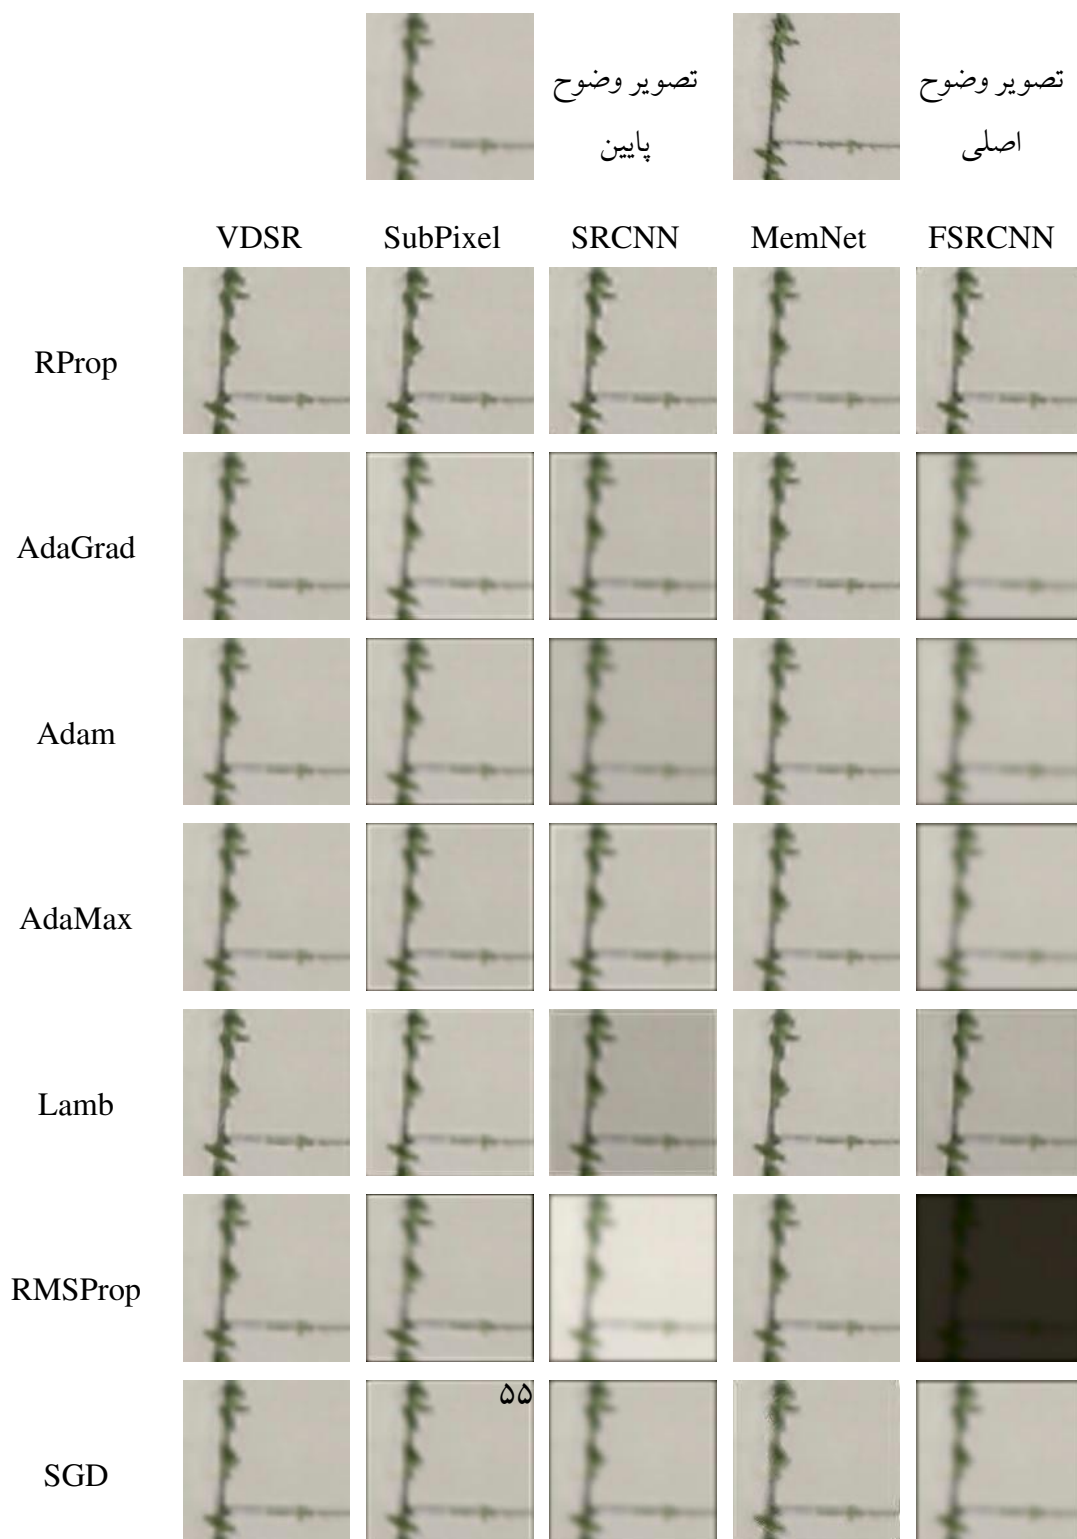 تصویر وضوح اصلی
تصویر وضوح پایین
VDSR SubPixel SRCNN MemNet FSRCNN
RProp
AdaGrad
Adam
AdaMax
Lamb
RMSProp
۵۵
SGD